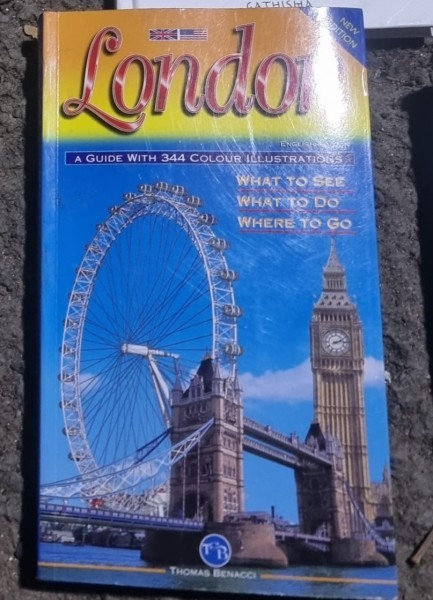 CATHISHA
NEW
EDITION
London
ENGLISH
A GUIDE WITH 344 COLOUR ILLUSTRATIONS
WHAT TO SEE
WHAT TO DO
WHERE TO GO
TB
THOMAS BENACCI